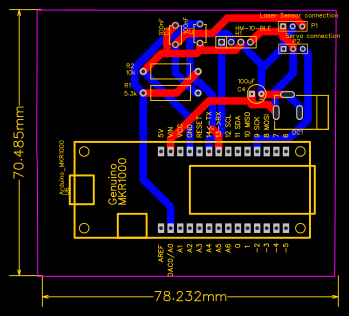 Laser Sensor connection
P1
HM-10-BLE
Servo connection
P2
R2
10k
100uF
C4
R1
5.3k
DC1
5V
VIN
VCC
GND
RESET
14<-TX
13->RX
12 SCL
11 SDA
10 MISO
9 SCK
8 MOSI
7
6
Arduino_MKR1000
Genuino
MKR1000
AREF
DAC0/A0
A1
A2
A3
A4
A5
A6
0
1
~2
~3
~4
~5
70.485mm
78.232mm